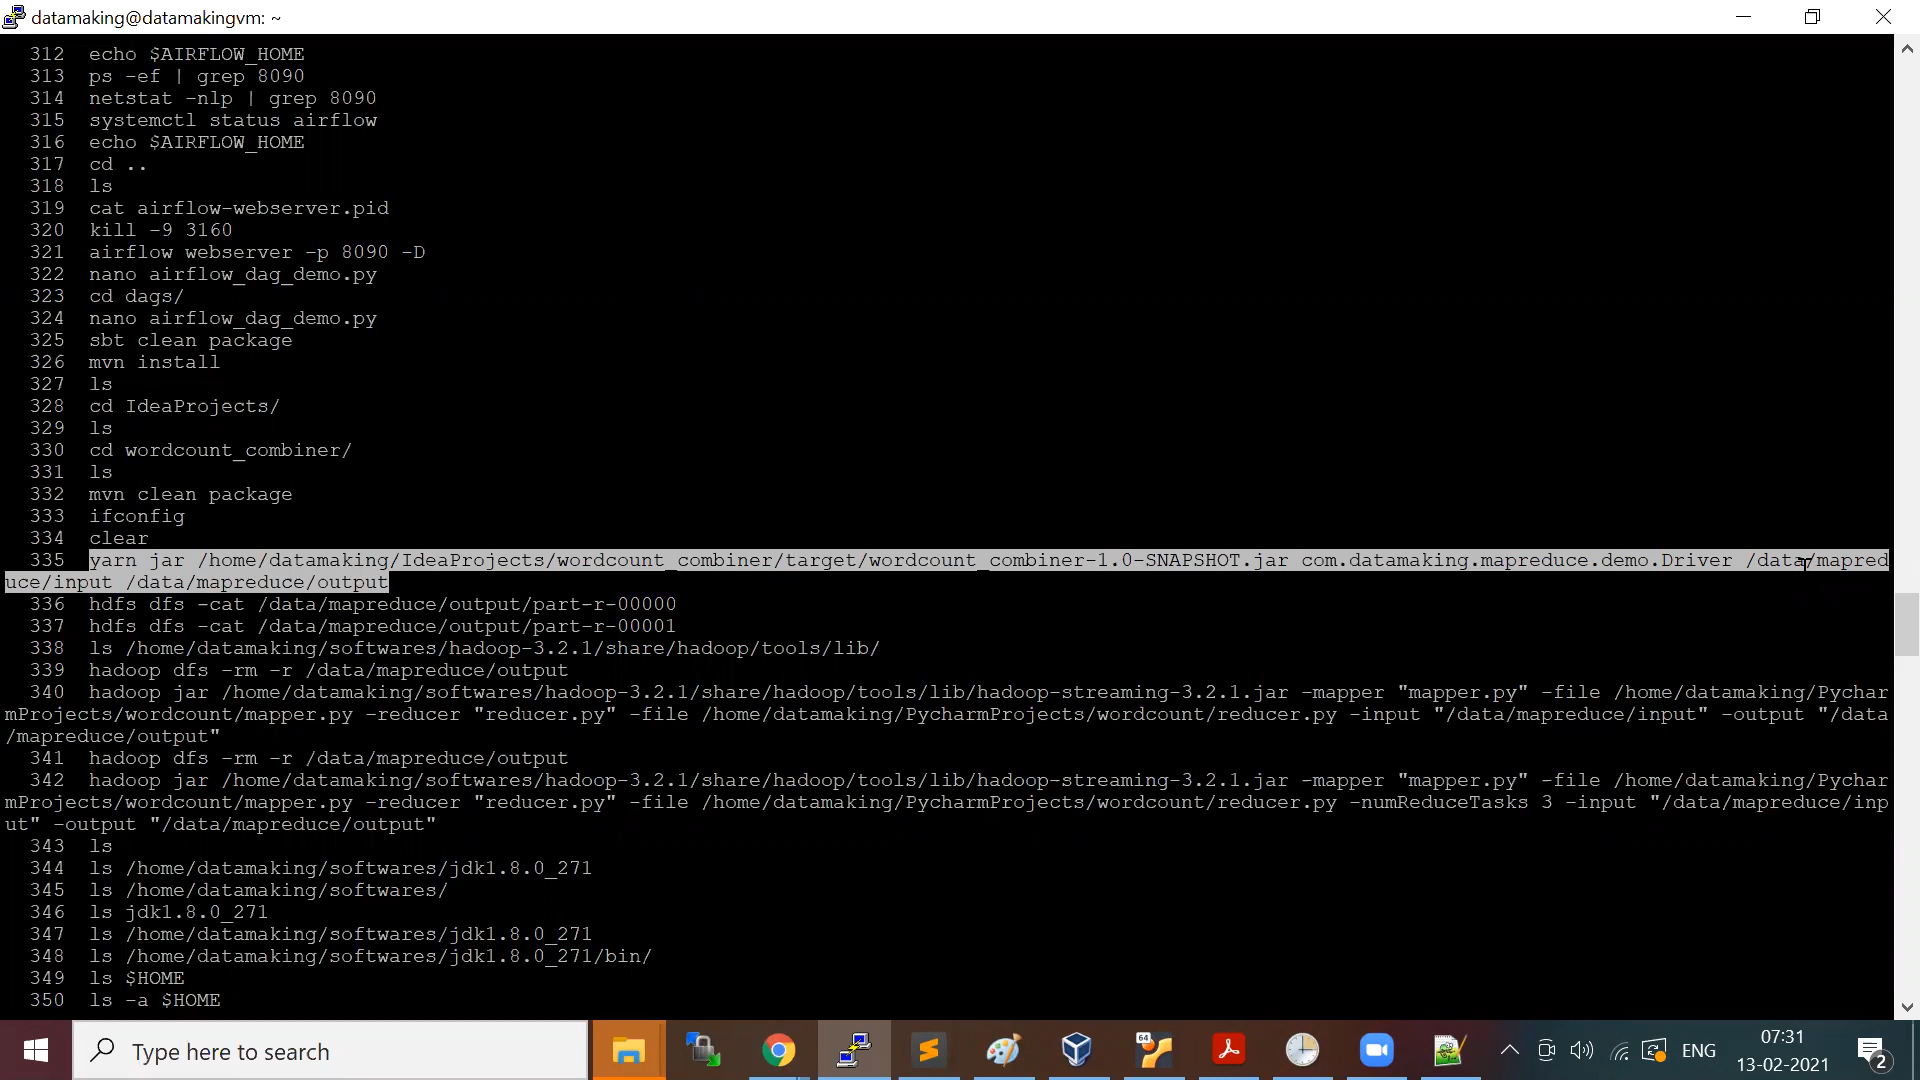 datamaking@datamakingvm: ~
312 echo $AIRFLOW_HOME
313 ps -ef | grep 8090
314 netstat -nlp | grep 8090
315 systemctl status airflow
316 echo $AIRFLOW_HOME
317 cd ..
318 ls
319 cat airflow-webserver.pid
320 kill -9 3160
321 airflow webserver -p 8090 -D
322 nano airflow_dag_demo.py
323 cd dags/
324 nano airflow_dag_demo.py
325 sbt clean package
326 mvn install
327 ls
328 cd IdeaProjects/
329 ls
330 cd wordcount_combiner/
331 ls
332 mvn clean package
333 ifconfig
334 clear
335 yarn jar /home/datamaking/IdeaProjects/wordcount_combiner/target/wordcount_combiner-1.0-SNAPSHOT.jar com.datamaking.mapreduce.demo.Driver /data/mapred
uce/input /data/mapreduce/output
336 hdfs dfs -cat /data/mapreduce/output/part-r-00000
337 hdfs dfs -cat /data/mapreduce/output/part-r-00001
338 ls /home/datamaking/softwares/hadoop-3.2.1/share/hadoop/tools/lib/
339 hadoop dfs -rm -r /data/mapreduce/output
340 hadoop jar /home/datamaking/softwares/hadoop-3.2.1/share/hadoop/tools/lib/hadoop-streaming-3.2.1.jar -mapper "mapper.py" -file /home/datamaking/Pychar
mProjects/wordcount/mapper.py -reducer "reducer.py" -file /home/datamaking/PycharmProjects/wordcount/reducer.py -input "/data/mapreduce/input" -output "/data
/mapreduce/output"
341 hadoop dfs -rm -r /data/mapreduce/output
342 hadoop jar /home/datamaking/softwares/hadoop-3.2.1/share/hadoop/tools/lib/hadoop-streaming-3.2.1.jar -mapper "mapper.py" -file /home/datamaking/Pychar
mProjects/wordcount/mapper.py -reducer "reducer.py" -file /home/datamaking/PycharmProjects/wordcount/reducer.py -numReduceTasks 3 -input "/data/mapreduce/inp
ut" -output "/data/mapreduce/output"
343 ls
344 ls /home/datamaking/softwares/jdk1.8.0_271
345 ls /home/datamaking/softwares/
346 ls jdk1.8.0_271
347 ls /home/datamaking/softwares/jdk1.8.0_271
348 ls /home/datamaking/softwares/jdk1.8.0_271/bin/
349 ls $HOME
350 ls -a $HOME
Type here to search
64
ENG
07:31
13-02-2021
2